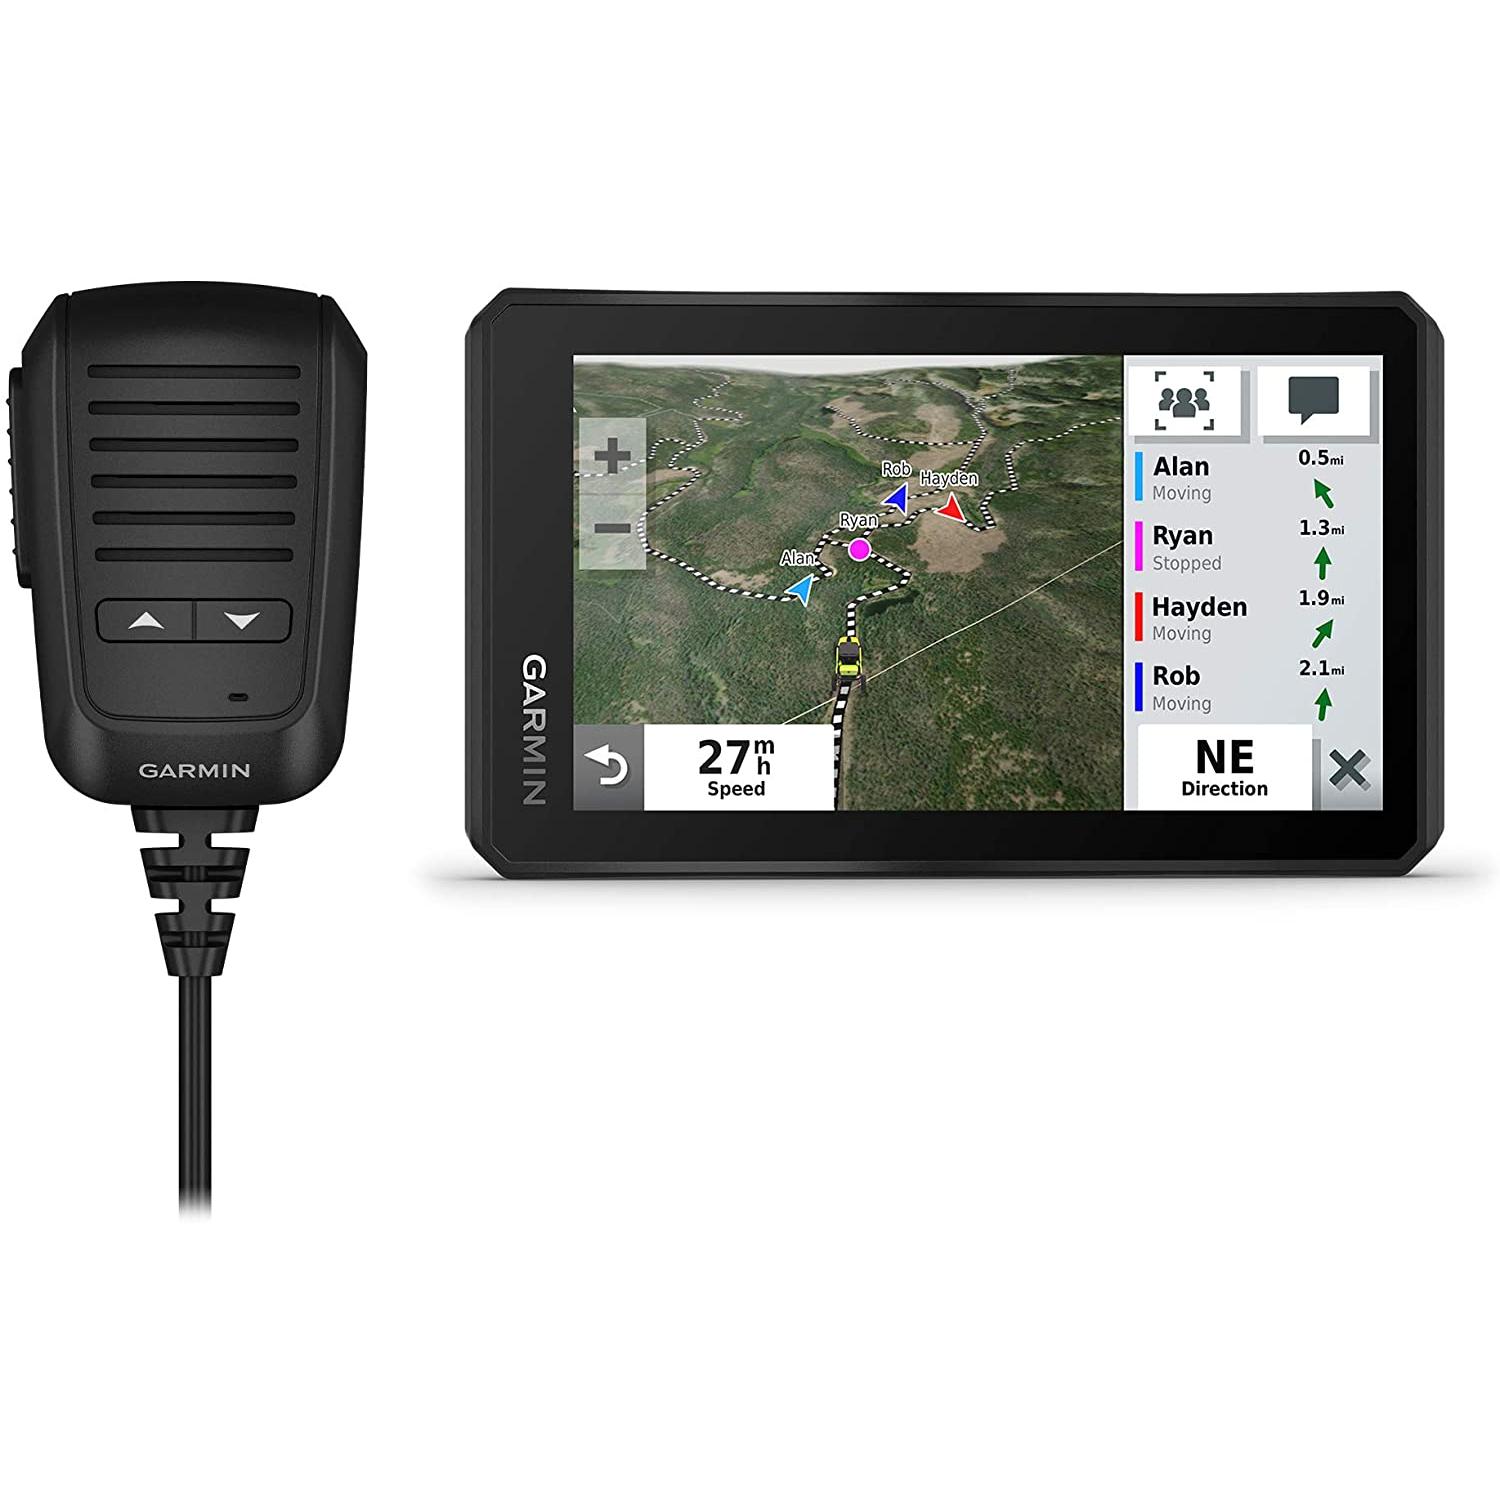 GARMIN
GARMIN
Rob
Hayden
Ryan
Alan
27 mh
Speed
Alan 0.5mi
Moving
Ryan 1.3mi
Stopped
Hayden 1.9mi
Moving
Rob 2.1mi
Moving
NE
Direction